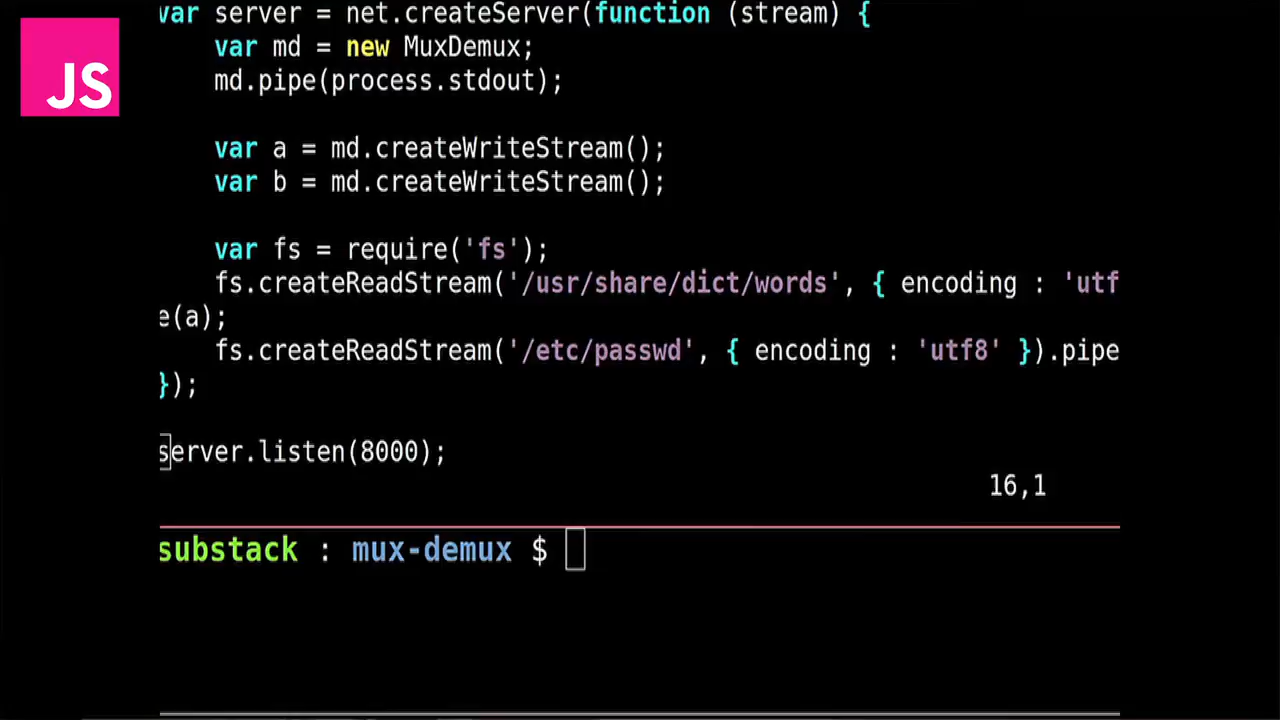 JS
var server = net.createServer(function (stream) {
var md = new MuxDemux;
md.pipe(process.stdout);
var a = md.createWriteStream();
var b = md.createWriteStream();
var fs = require('fs');
fs.createReadStream('/usr/share/dict/words', { encoding : 'utf
e(a);
fs.createReadStream('/etc/passwd', { encoding : 'utf8' }).pipe
});
server.listen(8000);
16,1
substack : mux-demux $